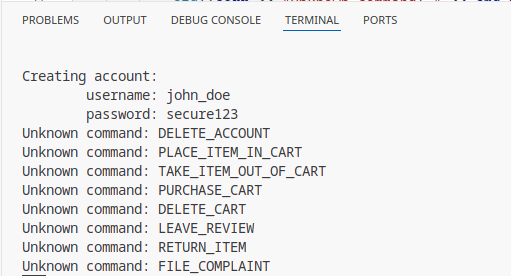 PROBLEMS OUTPUT DEBUG CONSOLE TERMINAL PORTS
Creating account:
username: john_doe
password: secure123
Unknown command: DELETE_ACCOUNT
Unknown command: PLACE_ITEM_IN_CART
Unknown command: TAKE_ITEM_OUT_OF_CART
Unknown command: PURCHASE_CART
Unknown command: DELETE_CART
Unknown command: LEAVE_REVIEW
Unknown command: RETURN_ITEM
Unknown command: FILE_COMPLAINT